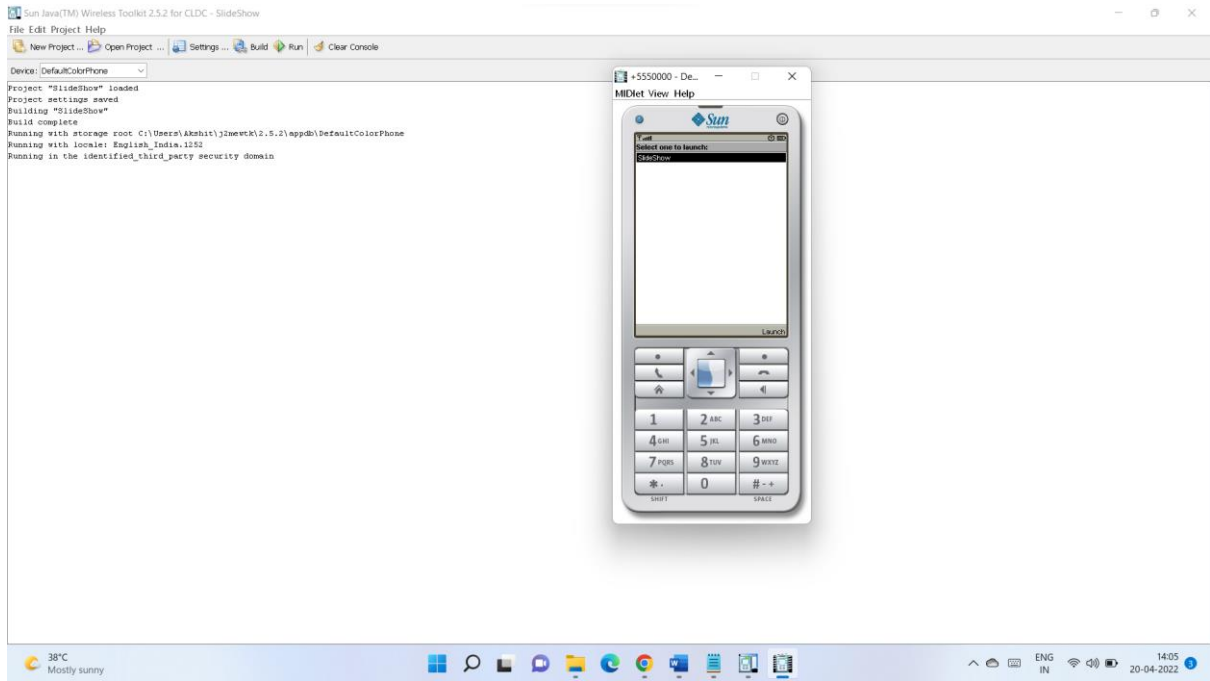 Sun Java(TM) Wireless Toolkit 2.5.2 for CLDC - SlideShow
File Edit Project Help
New Project ... Open Project ... Settings ... Build Run Clear Console
Device: DefaultColorPhone
Project "SlideShow" loaded
Project settings saved
Building "SlideShow"
Build complete
Running with storage root C:\Users\Akshit\j2mewtk\2.5.2\appdb\DefaultColorPhone
Running with locale: English_India.1252
Running in the identified_third_party security domain
+5550000 - De...
MIDlet View Help
Sun
Select one to launch:
SlideShow
Launch
1 2 ABC 3 DEF
4 GHI 5 JKL 6 MNO
7 PQRS 8 TUV 9 WXYZ
* . 0 # - +
SHIFT SPACE
38°C
Mostly sunny
ENG
IN
14:05
20-04-2022
3